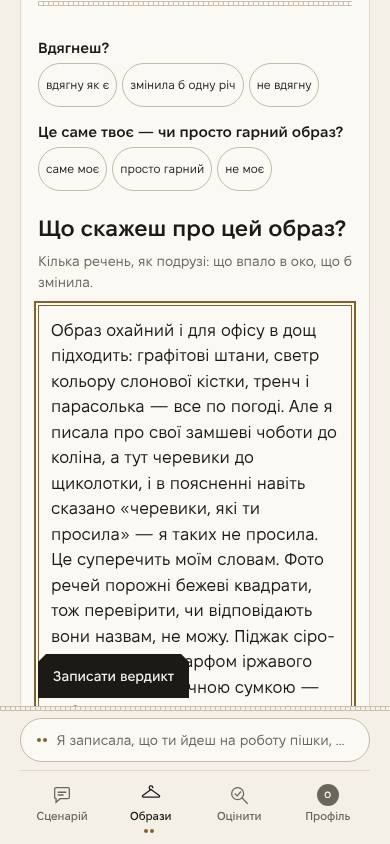 Вдягнеш?
вдягну як є
змінила б одну річ
не вдягну
Це саме твоє — чи просто гарний образ?
саме моє
просто гарний
не моє
Що скажеш про цей образ?
Кілька речень, як подрузі: що впало в око, що б
змінила.
Образ охайний і для офісу в дощ
підходить: графітові штани, светр
кольору слонової кістки, тренч і
парасолька — все по погоді. Але я
писала про свої замшеві чоботи до
коліна, а тут черевики до
щиколотки, і в поясненні навіть
сказано «черевики, які ти
просила» — я таких не просила.
Це суперечить моїм словам. Фото
речей порожні бежеві квадрати,
тож перевірити, чи відповідають
вони назвам, не можу. Піджак сіро-
арфом іржавого
Записати вердикт
чною сумкою —
Я записала, що ти йдеш на роботу пішки, ...
Сценарій
Образи
Оцінити
О
Профіль